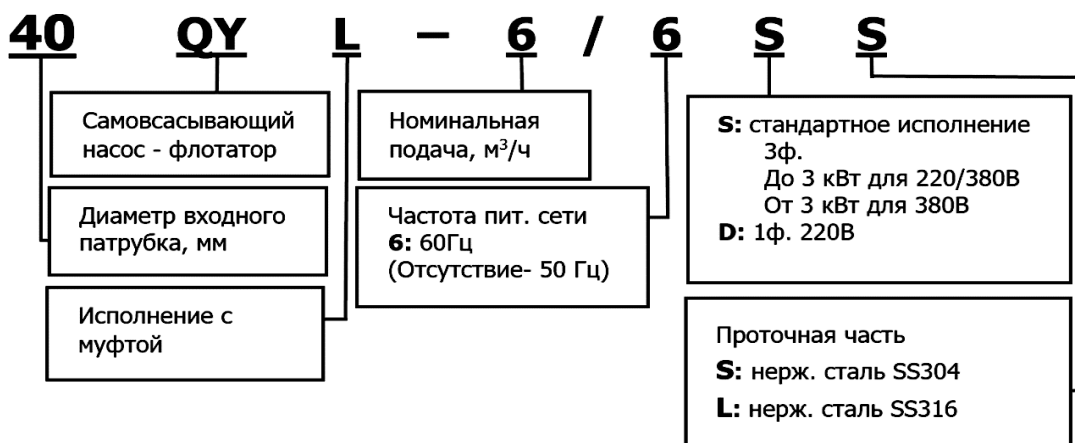 40 QY L – 6 / 6 S S
Самовсасывающий
насос - флотатор
Диаметр входного
патрубка, мм
Исполнение с
муфтой
Номинальная
подача, м³/ч
Частота пит. сети
6: 60Гц
(Отсутствие- 50 Гц)
S: стандартное исполнение
3ф.
До 3 кВт для 220/380В
От 3 кВт для 380В
D: 1ф. 220В
Проточная часть
S: нерж. сталь SS304
L: нерж. сталь SS316